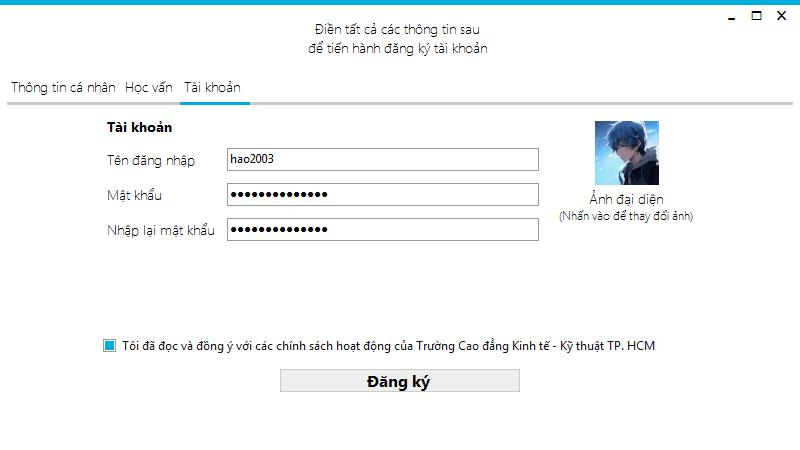 Điền tất cả các thông tin sau
để tiến hành đăng ký tài khoản
Thông tin cá nhân Học vấn Tài khoản
Tài khoản
Tên đăng nhập hao2003
Mật khẩu ●●●●●●●●●●●●●●
Nhập lại mật khẩu ●●●●●●●●●●●●●●
Ảnh đại diện
(Nhấn vào để thay đổi ảnh)
Tôi đã đọc và đồng ý với các chính sách hoạt động của Trường Cao đẳng Kinh tế - Kỹ thuật TP. HCM
Đăng ký